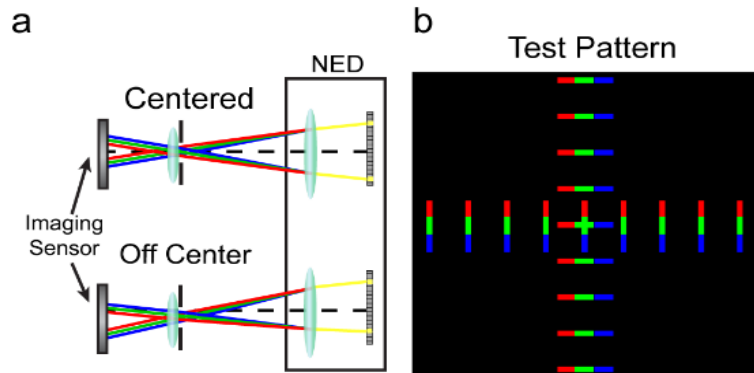 a
NED
Centered
Imaging
Sensor
Off Center
b
Test Pattern